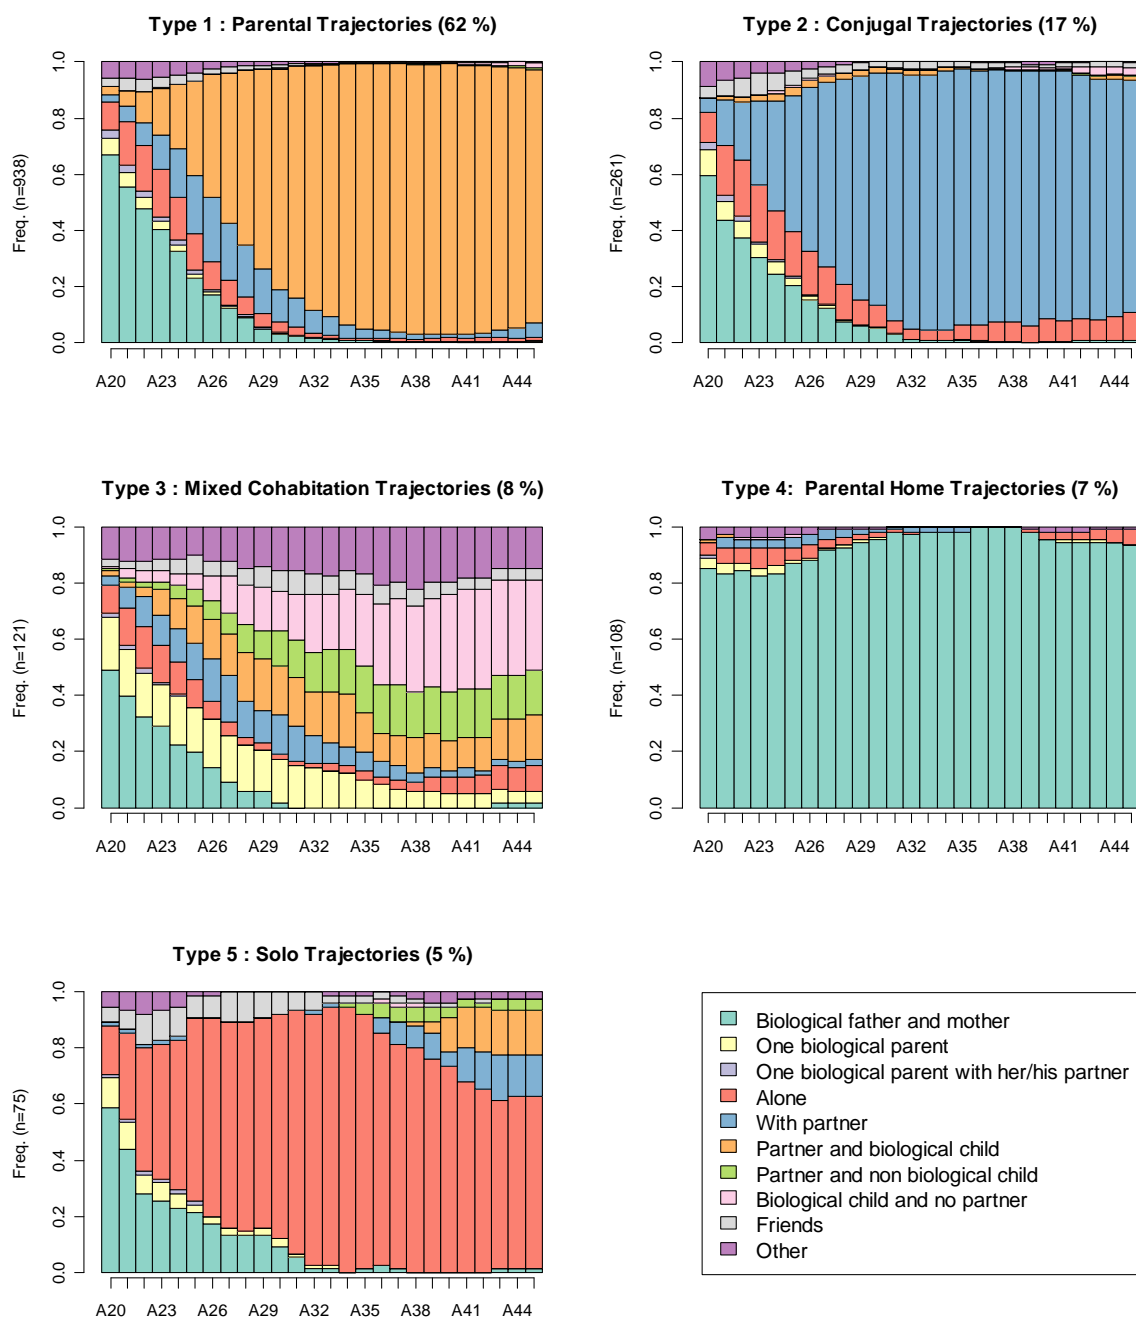 Type 1 : Parental Trajectories (62 %)
Freq. (n=938)
0.0 0.2 0.4 0.6 0.8 1.0
A20 A23 A26 A29 A32 A35 A38 A41 A44
Type 2 : Conjugal Trajectories (17 %)
Freq. (n=261)
0.0 0.2 0.4 0.6 0.8 1.0
A20 A23 A26 A29 A32 A35 A38 A41 A44
Type 3 : Mixed Cohabitation Trajectories (8 %)
Freq. (n=121)
0.0 0.2 0.4 0.6 0.8 1.0
A20 A23 A26 A29 A32 A35 A38 A41 A44
Type 4: Parental Home Trajectories (7 %)
Freq. (n=108)
0.0 0.2 0.4 0.6 0.8 1.0
A20 A23 A26 A29 A32 A35 A38 A41 A44
Type 5 : Solo Trajectories (5 %)
Freq. (n=75)
0.0 0.2 0.4 0.6 0.8 1.0
A20 A23 A26 A29 A32 A35 A38 A41 A44
Biological father and mother
One biological parent
One biological parent with her/his partner
Alone
With partner
Partner and biological child
Partner and non biological child
Biological child and no partner
Friends
Other